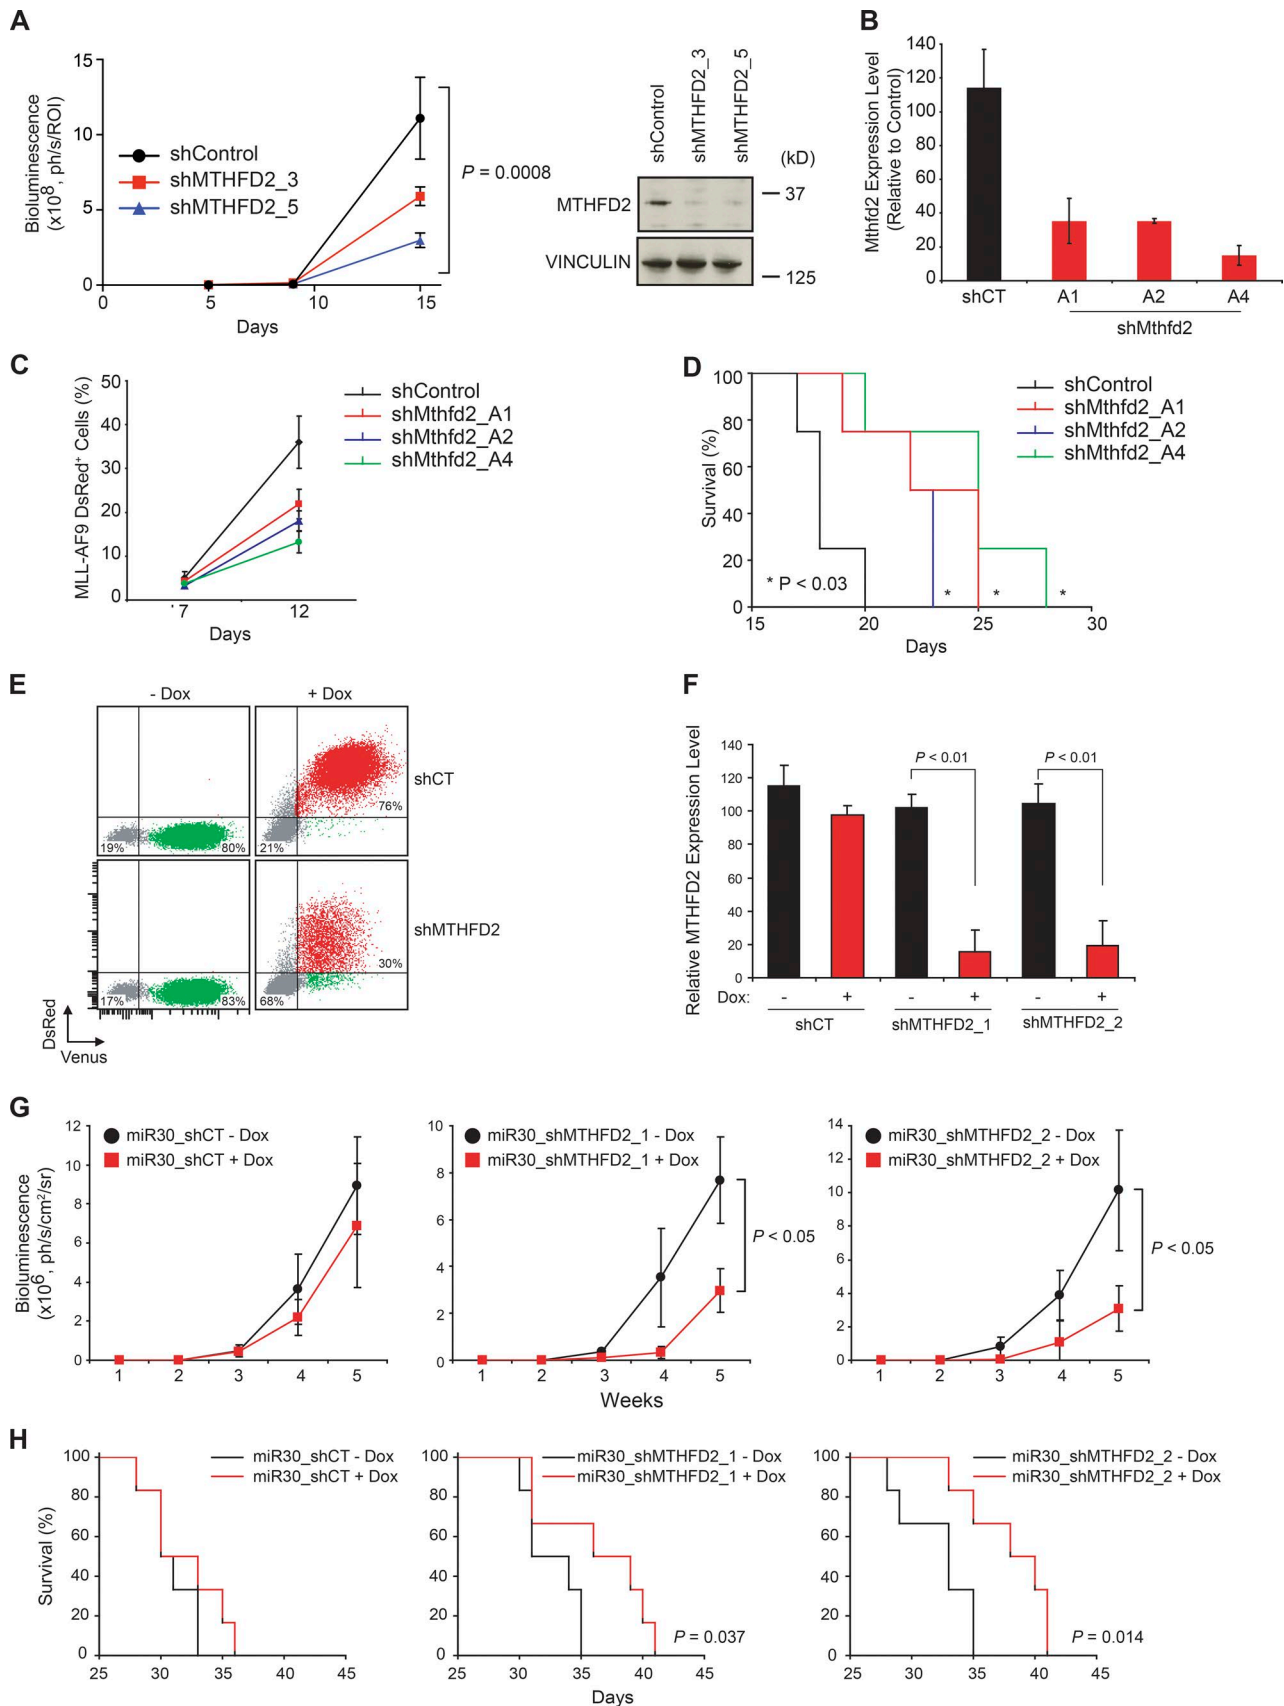 A
15
10
5
0
Bioluminescence
(x10⁸, ph/s/ROI)
shControl
shMTHFD2_3
shMTHFD2_5
P = 0.0008
0 5 10 15
Days
shControl
shMTHFD2_3
shMTHFD2_5
(kD)
MTHFD2
37
VINCULIN
125
B
Mthfd2 Expression Level
(Relative to Control)
140
120
100
80
60
40
20
0
shCT A1 A2 A4
shMthfd2
C
MLL-AF9 DsRed⁺ Cells (%)
50
40
30
20
10
0
shControl
shMthfd2_A1
shMthfd2_A2
shMthfd2_A4
7 12
Days
D
Survival (%)
100
80
60
40
20
0
shControl
shMthfd2_A1
shMthfd2_A2
shMthfd2_A4
* P < 0.03
* * *
15 20 25 30
Days
E
- Dox + Dox
shCT
19% 80% 21% 76%
shMTHFD2
17% 83% 68% 30%
DsRed
Venus
F
Relative MTHFD2 Expression Level
140
120
100
80
60
40
20
0
P < 0.01 P < 0.01
Dox: - + - + - +
shCT shMTHFD2_1 shMTHFD2_2
G
Bioluminescence
(x10⁶, ph/s/cm²/sr)
12
10
8
6
4
2
0
miR30_shCT - Dox
miR30_shCT + Dox
1 2 3 4 5
10
8
6
4
2
0
miR30_shMTHFD2_1 - Dox
miR30_shMTHFD2_1 + Dox
P < 0.05
1 2 3 4 5
14
12
10
8
6
4
2
0
miR30_shMTHFD2_2 - Dox
miR30_shMTHFD2_2 + Dox
P < 0.05
1 2 3 4 5
Weeks
H
Survival (%)
100
80
60
40
20
0
miR30_shCT - Dox
miR30_shCT + Dox
25 30 35 40 45
100
80
60
40
20
0
miR30_shMTHFD2_1 - Dox
miR30_shMTHFD2_1 + Dox
P = 0.037
25 30 35 40 45
100
80
60
40
20
0
miR30_shMTHFD2_2 - Dox
miR30_shMTHFD2_2 + Dox
P = 0.014
25 30 35 40 45
Days